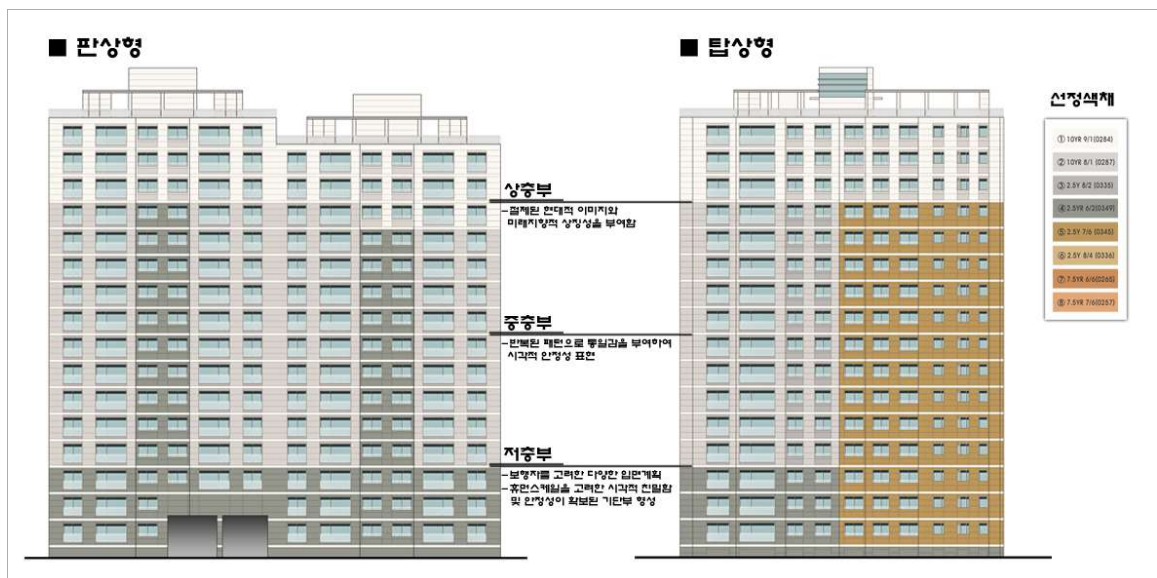 ■ 판상형
■ 탑상형
선정색채
① 10YR 9/1(0284)
② 10YR 8/1 (0287)
③ 2.5Y 8/2 (0335)
④ 2.5YR 6/2(0349)
⑤ 2.5Y 7/6 (0345)
⑥ 2.5Y 8/4 (0336)
⑦ 7.5YR 6/6(0265)
⑧ 7.5YR 7/6(0257)
상층부
-절제된 현대적 이미지와
미래지향적 상징성을 부여함
중층부
-반복된 패턴으로 통일감을 부여하여
시각적 안정성 표현
저층부
-보행자를 고려한 다양한 입면계획
-휴먼스케일을 고려한 시각적 친밀함
및 안정성이 확보된 기단부 형성